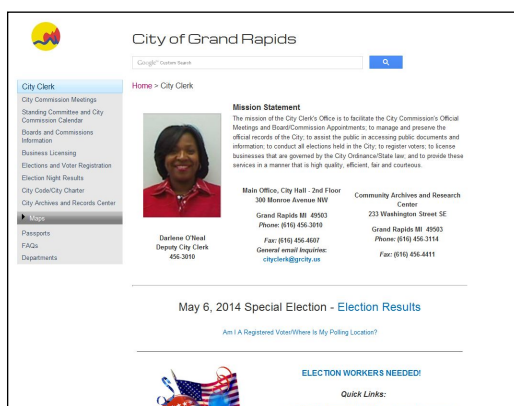 City of Grand Rapids
Google™ Custom Search
City Clerk
City Commission Meetings
Standing Committee and City
Commission Calendar
Boards and Commissions
Information
Business Licensing
Elections and Voter Registration
Election Night Results
City Code/City Charter
City Archives and Records Center
Maps
Passports
FAQs
Departments
Home > City Clerk
Mission Statement
The mission of the City Clerk's Office is to facilitate the City Commission's Official
Meetings and Board/Commission Appointments; to manage and preserve the
official records of the City; to assist the public in accessing public documents and
information; to conduct all elections held in the City; to register voters; to license
businesses that are governed by the City Ordinance/State law; and to provide these
services in a manner that is high quality, efficient, fair and courteous.
Darlene O'Neal
Deputy City Clerk
456-3010
Main Office, City Hall - 2nd Floor
300 Monroe Avenue NW
Grand Rapids MI 49503
Phone: (616) 456-3010
Fax: (616) 456-4607
General email Inquiries:
cityclerk@grcity.us
Community Archives and Research
Center
233 Washington Street SE
Grand Rapids MI 49503
Phone: (616) 456-3114
Fax: (616) 456-4411
May 6, 2014 Special Election - Election Results
Am I A Registered Voter/Where Is My Polling Location?
ELECTION WORKERS NEEDED!
Quick Links: